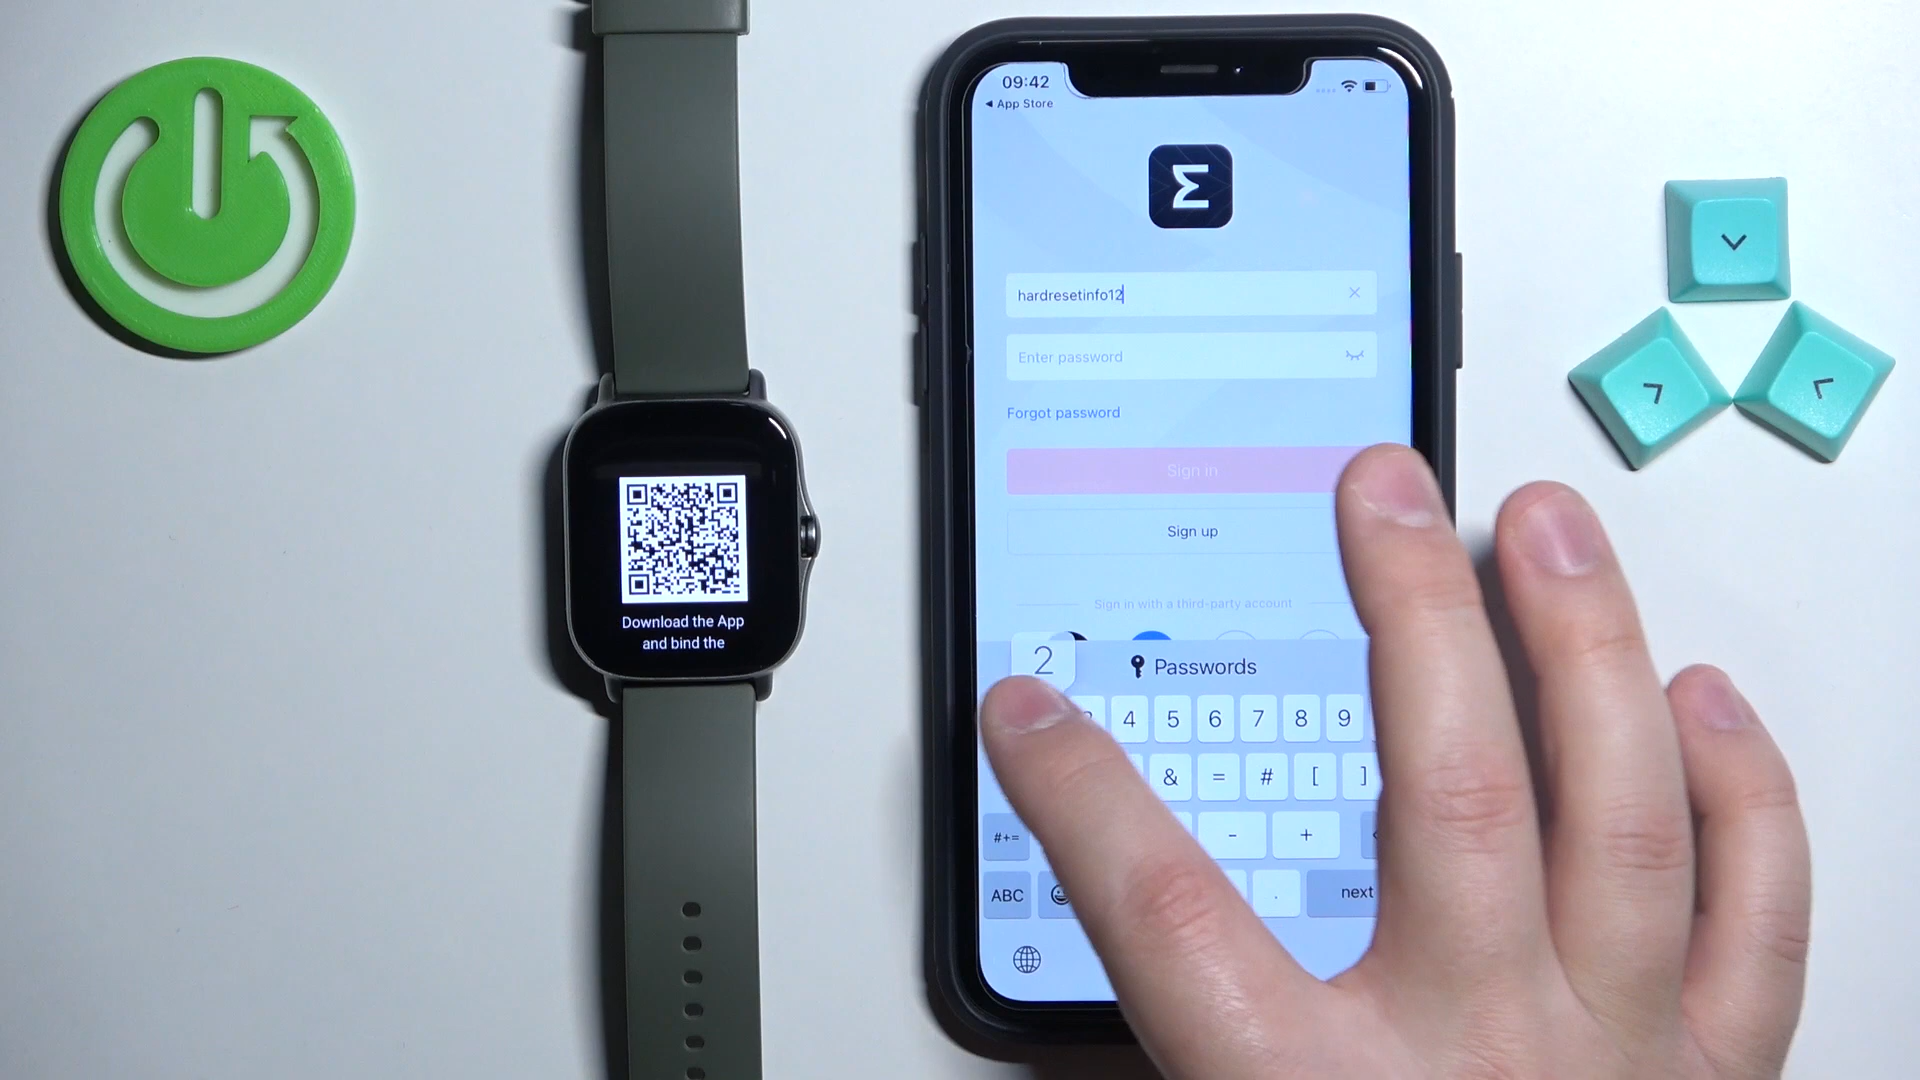 09:42
App Store
hardresetinfo12
Enter password
Forgot password
Sign in
Sign up
Sign in with a third-party account
2
Passwords
4 5 6 7 8 9
& = # [ ]
#+= - +
ABC . next
Download the App
and bind the